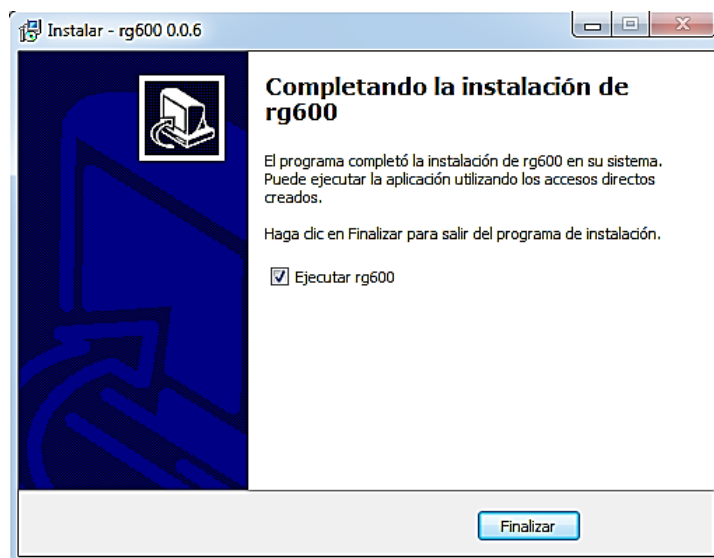 Instalar - rg600 0.0.6
Completando la instalación de
rg600
El programa completó la instalación de rg600 en su sistema.
Puede ejecutar la aplicación utilizando los accesos directos
creados.
Haga clic en Finalizar para salir del programa de instalación.
Ejecutar rg600
Finalizar